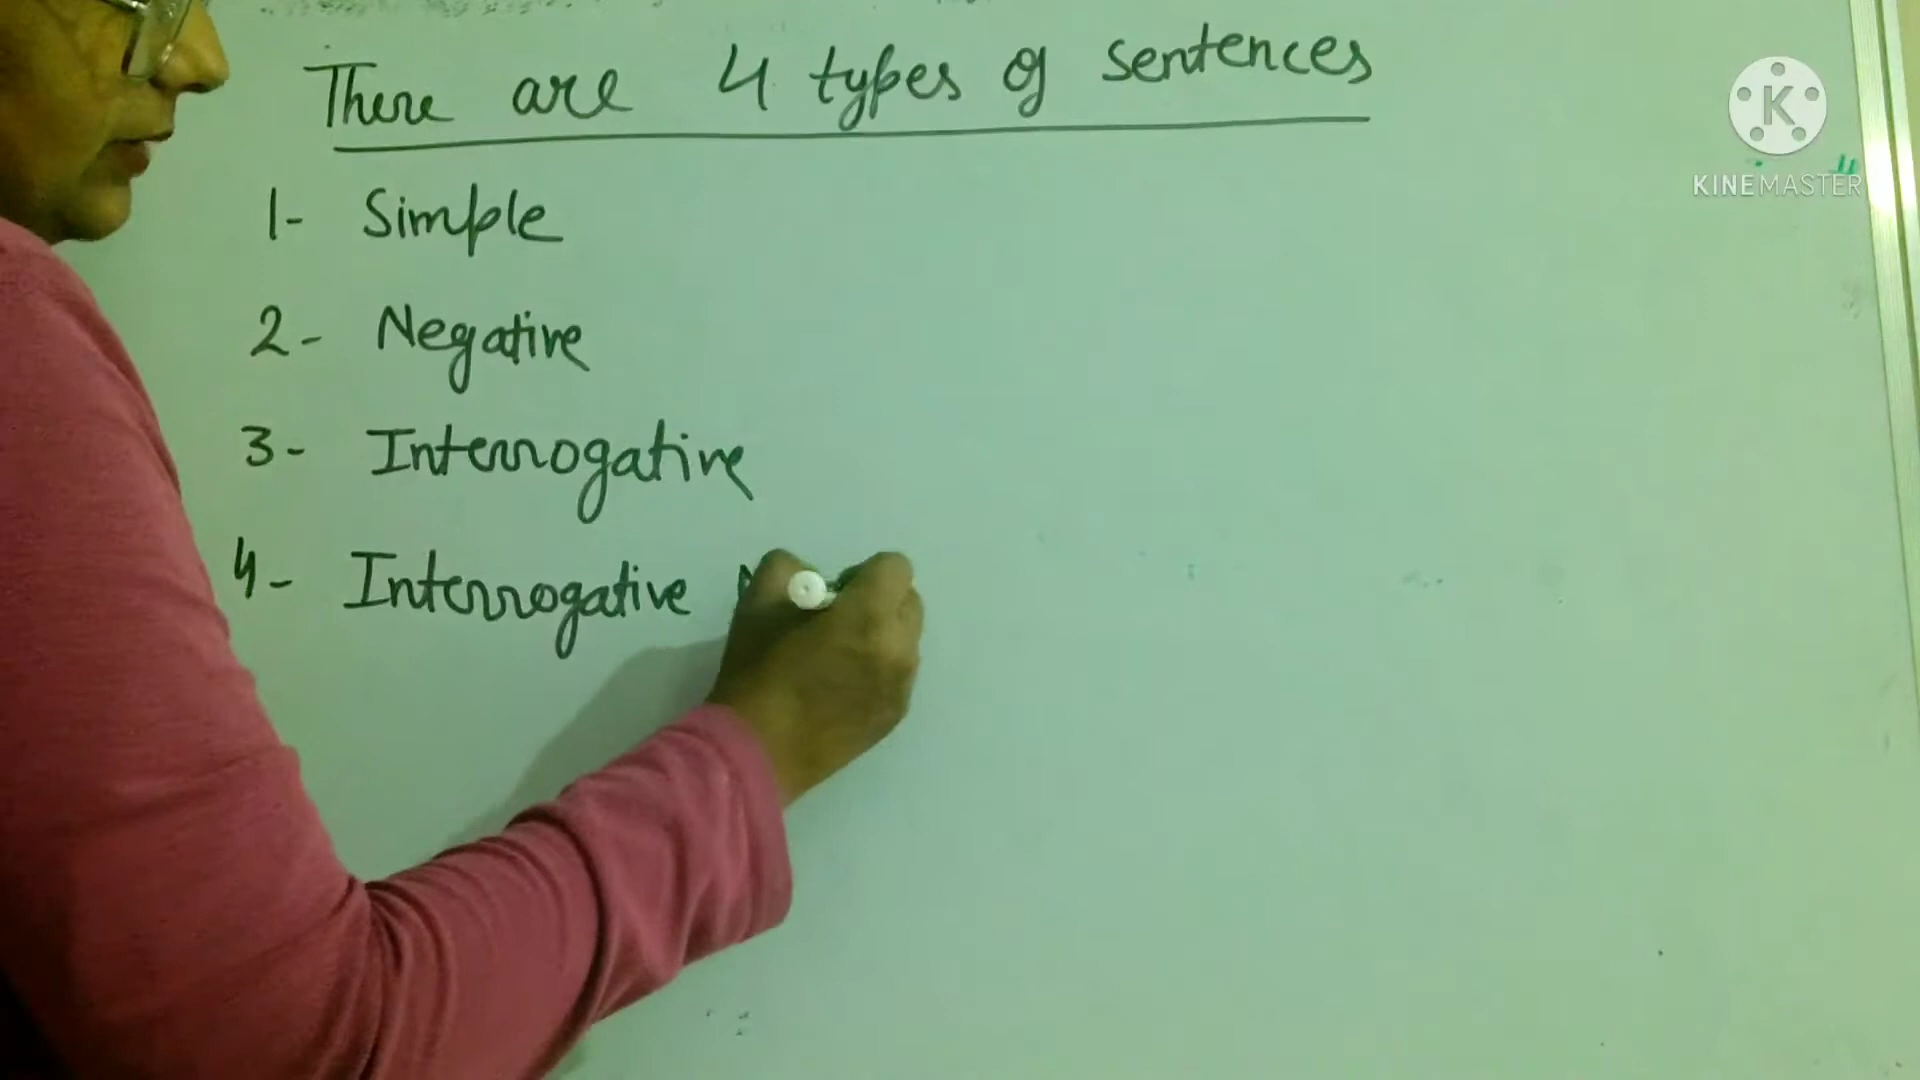 There are 4 types of sentences
1- Simple
2- Negative
3- Interrogative
4- Interrogative
K
KINEMASTER